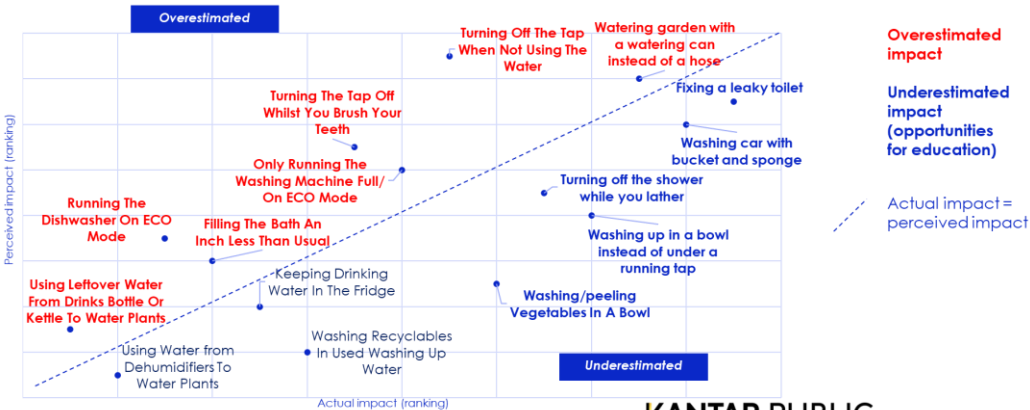 Overestimated
Turning Off The Tap
When Not Using The
Water
Watering garden with
a watering can
instead of a hose
Overestimated
impact
Fixing a leaky toilet
Underestimated
impact
(opportunities
for education)
Turning The Tap Off
Whilst You Brush Your
Teeth
Washing car with
bucket and sponge
Only Running The
Washing Machine Full/
On ECO Mode
Turning off the shower
while you lather
Actual impact =
perceived impact
Running The
Dishwasher On ECO
Mode
Filling The Bath An
Inch Less Than Usual
Washing up in a bowl
instead of under a
running tap
Perceived impact (ranking)
Using Leftover Water
From Drinks Bottle Or
Kettle To Water Plants
Keeping Drinking
Water In The Fridge
Washing/peeling
Vegetables In A Bowl
Using Water from
Dehumidifiers To
Water Plants
Washing Recyclables
In Used Washing Up
Water
Underestimated
Actual impact (ranking)
KANTAR PUBLIC